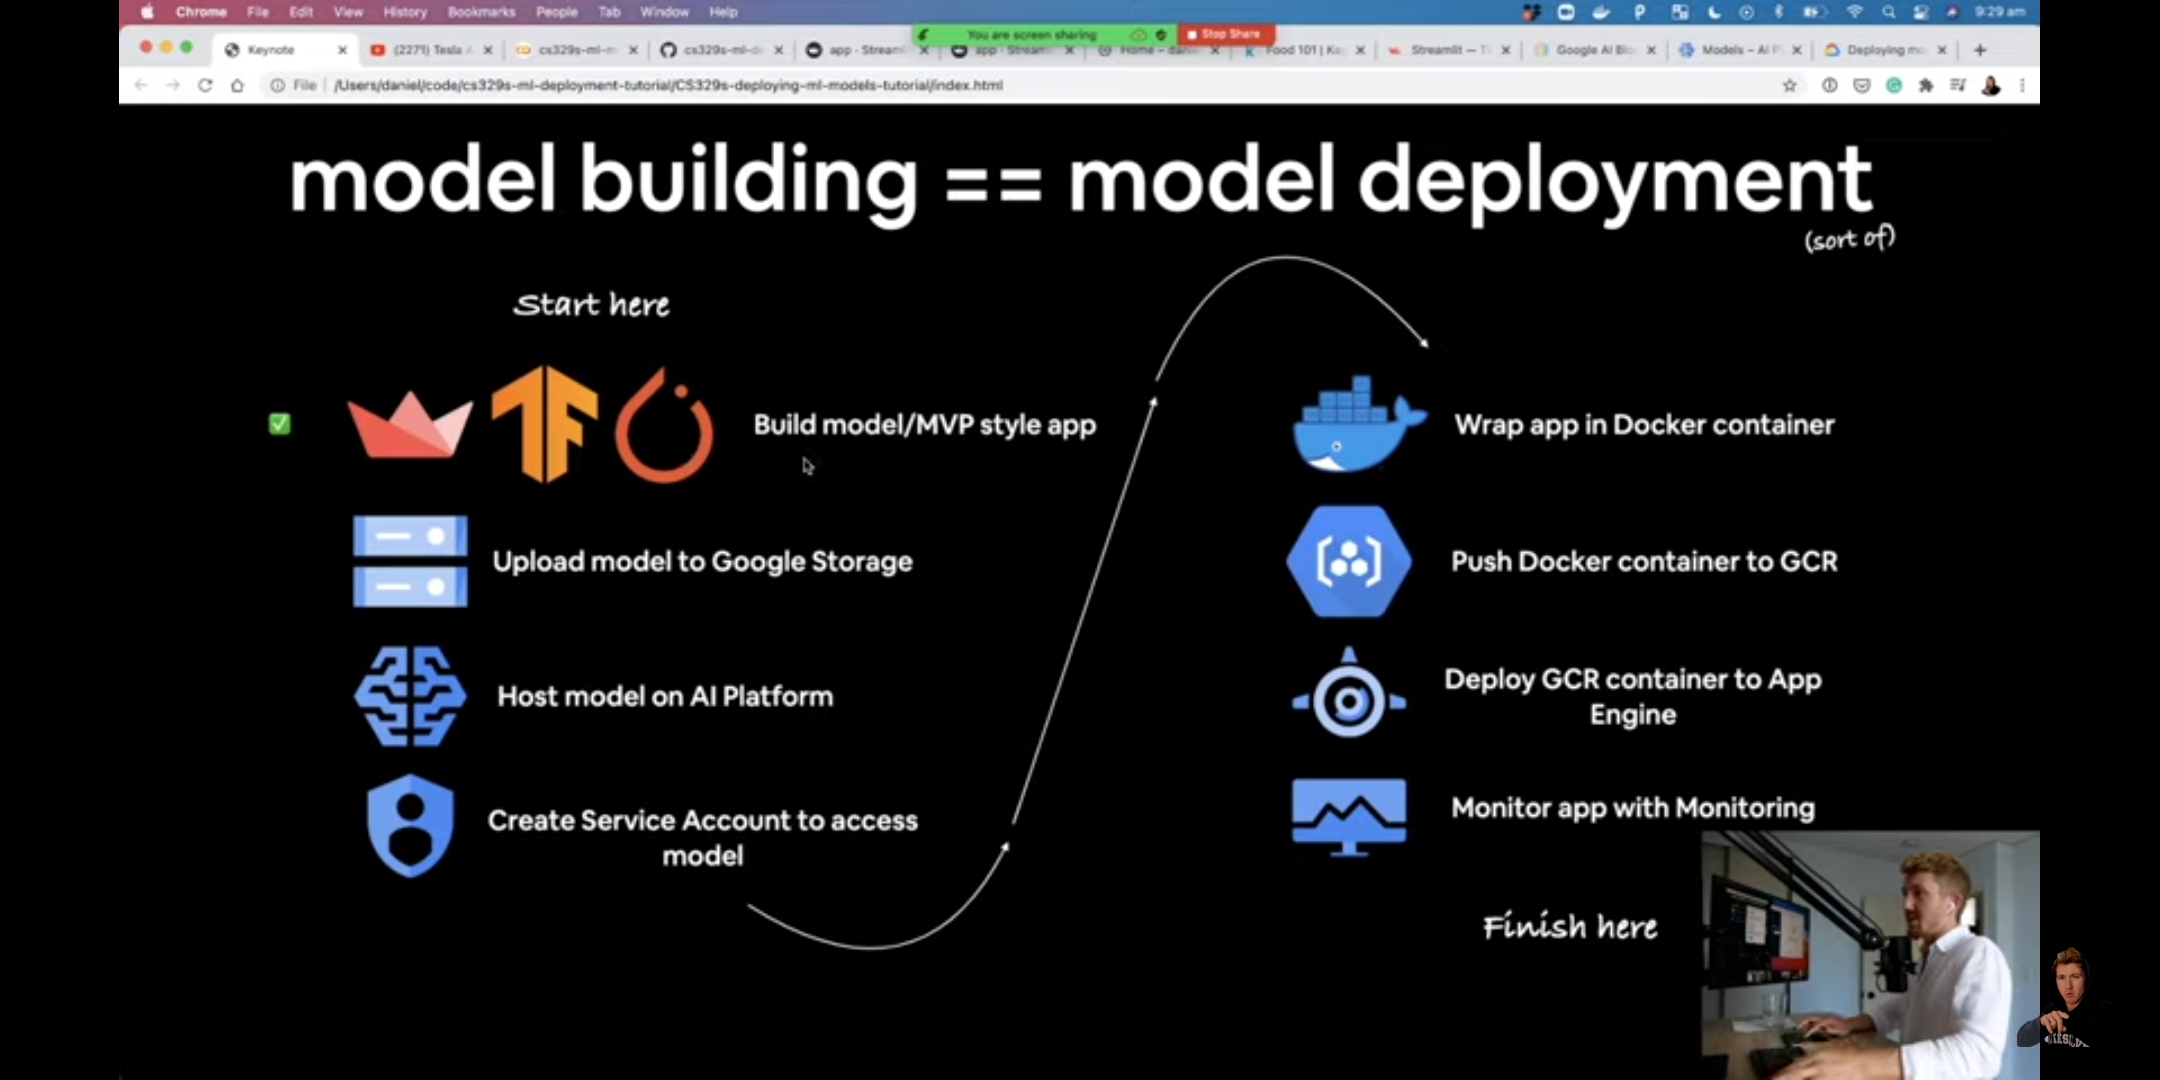 Chrome File Edit View History Bookmarks People Tab Window Help
9:29 am
You are screen sharing Stop Share
Keynote
(2271) Tesla
cs329s-ml-
cs329s-ml-d
app · Stream
app · Stream
Home – dani
Food 101 | Ka
Streamlit —
Google AI Blo
Models – AI P
Deploying mo
File /Users/daniel/code/cs329s-ml-deployment-tutorial/CS329s-deploying-ml-models-tutorial/index.html
model building == model deployment
(sort of)
Start here
Build model/MVP style app
Upload model to Google Storage
Host model on AI Platform
Create Service Account to access
model
Wrap app in Docker container
Push Docker container to GCR
Deploy GCR container to App
Engine
Monitor app with Monitoring
Finish here